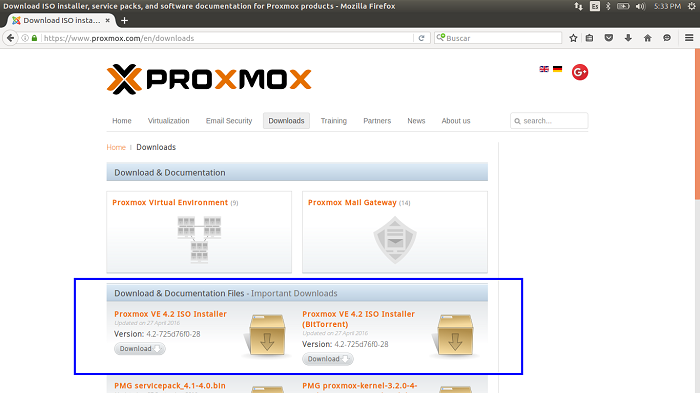 Download ISO installer, service packs, and software documentation for Proxmox products - Mozilla Firefox
Es
5:33 PM
Download ISO insta...
https://www.proxmox.com/en/downloads
Buscar
PROXMOX
G+
Home
Virtualization
Email Security
Downloads
Training
Partners
News
About us
search...
Home
Downloads
Download & Documentation
Proxmox Virtual Environment (9)
Proxmox Mail Gateway (14)
Download & Documentation Files - Important Downloads
Proxmox VE 4.2 ISO Installer
Updated on 27 April 2016
Version: 4.2-725d76f0-28
Download
Proxmox VE 4.2 ISO Installer
(BitTorrent)
Updated on 27 April 2016
Version: 4.2-725d76f0-28
Download
PMG servicepack_4.1-4.0.bin
PMG proxmox-kernel-3.2.0-4-